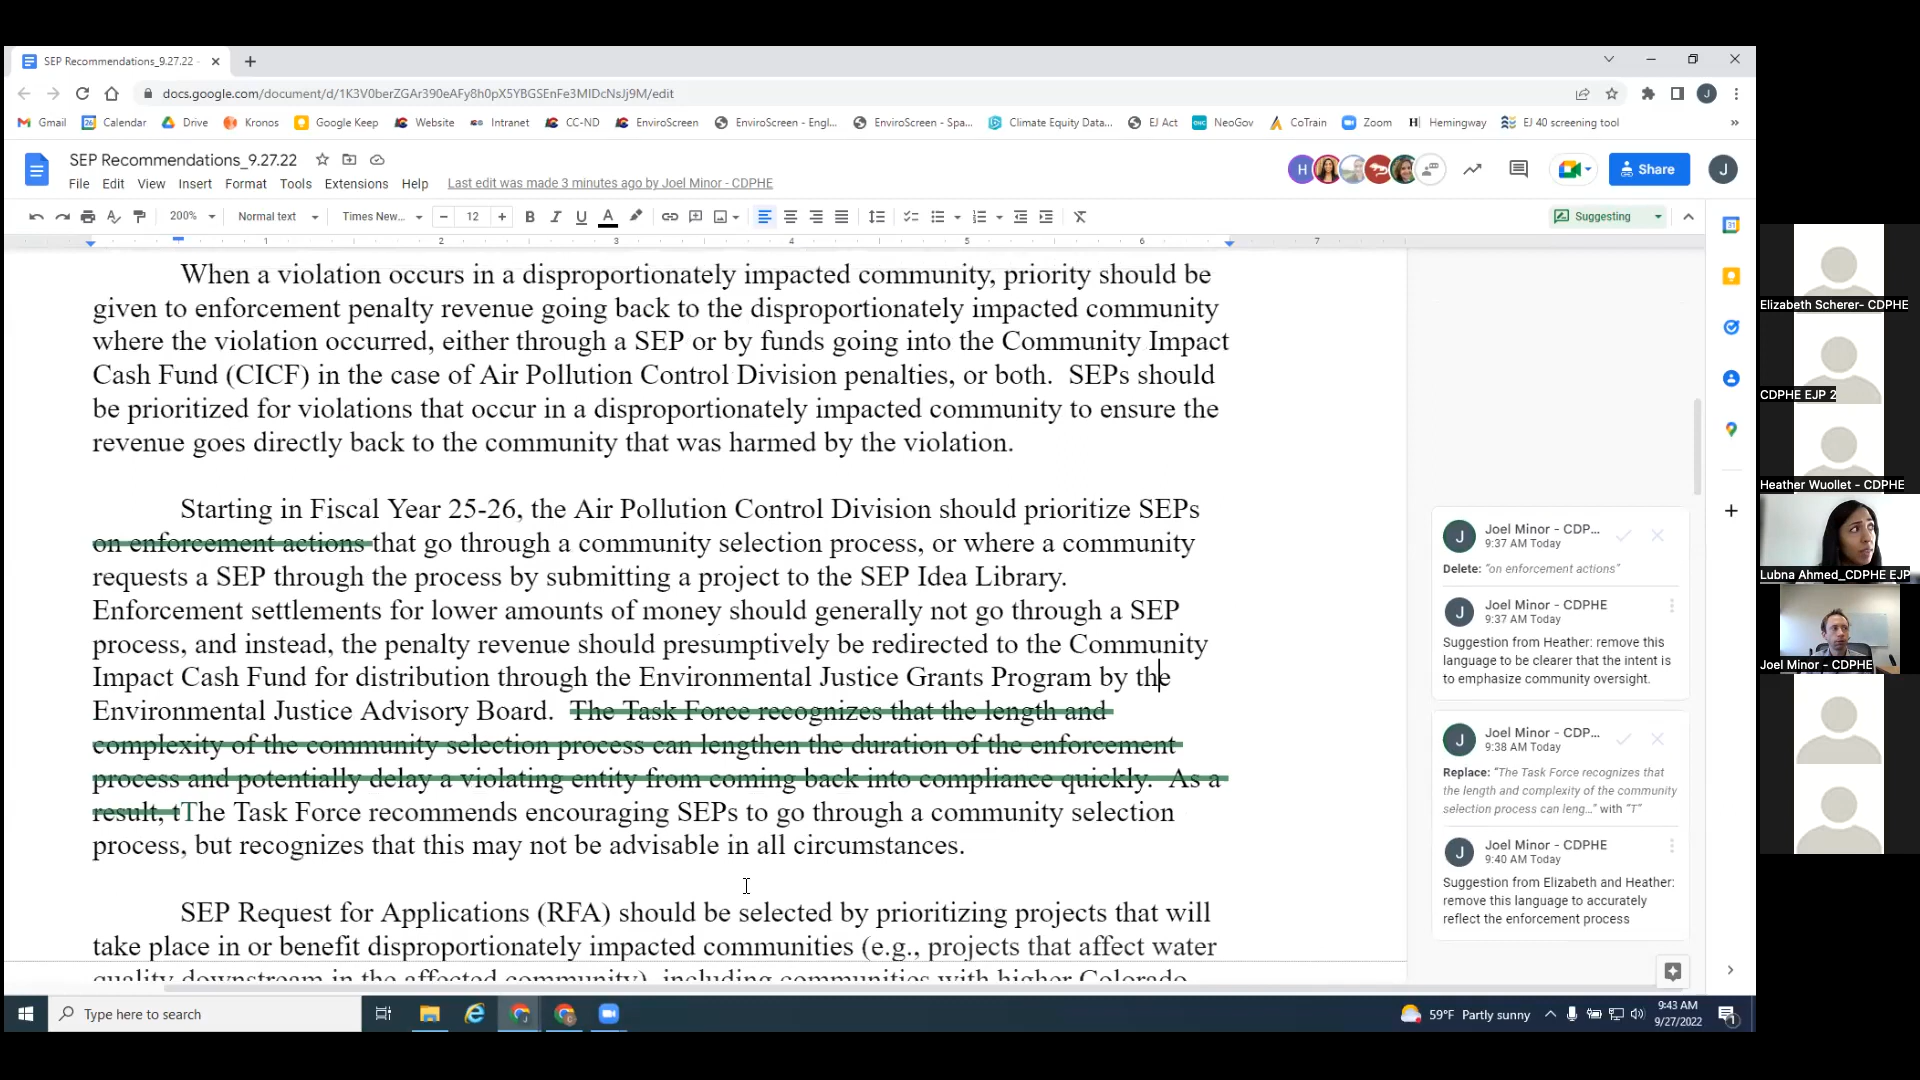 SEP Recommendations_9.27.22
docs.google.com/document/d/1K3V0berZGAr390eAFy8h0pX5YBGSEnFe3MIDcNsJj9M/edit
J
Gmail Calendar Drive Kronos Google Keep Website Intranet CC-ND EnviroScreen EnviroScreen - Engl... EnviroScreen - Spa... Climate Equity Data... EJ Act NeoGov CoTrain Zoom Hemingway EJ 40 screening tool »
SEP Recommendations_9.27.22
File Edit View Insert Format Tools Extensions Help Last edit was made 3 minutes ago by Joel Minor - CDPHE
H Share J
200% Normal text Times New... − 12 + B I U A Suggesting
1 2 3 4 5 6 7
When a violation occurs in a disproportionately impacted community, priority should be
given to enforcement penalty revenue going back to the disproportionately impacted community
where the violation occurred, either through a SEP or by funds going into the Community Impact
Cash Fund (CICF) in the case of Air Pollution Control Division penalties, or both.  SEPs should
be prioritized for violations that occur in a disproportionately impacted community to ensure the
revenue goes directly back to the community that was harmed by the violation.
Starting in Fiscal Year 25-26, the Air Pollution Control Division should prioritize SEPs
on enforcement actions that go through a community selection process, or where a community
requests a SEP through the process by submitting a project to the SEP Idea Library.
Enforcement settlements for lower amounts of money should generally not go through a SEP
process, and instead, the penalty revenue should presumptively be redirected to the Community
Impact Cash Fund for distribution through the Environmental Justice Grants Program by the
Environmental Justice Advisory Board.  The Task Force recognizes that the length and
complexity of the community selection process can lengthen the duration of the enforcement
process and potentially delay a violating entity from coming back into compliance quickly.  As a
result, tThe Task Force recommends encouraging SEPs to go through a community selection
process, but recognizes that this may not be advisable in all circumstances.
SEP Request for Applications (RFA) should be selected by prioritizing projects that will
take place in or benefit disproportionately impacted communities (e.g., projects that affect water
quality downstream in the affected community), including communities with higher Colorado
J Joel Minor - CDP...
9:37 AM Today
Delete: "on enforcement actions"
J Joel Minor - CDPHE
9:37 AM Today
Suggestion from Heather: remove this
language to be clearer that the intent is
to emphasize community oversight.
J Joel Minor - CDP...
9:38 AM Today
Replace: "The Task Force recognizes that
the length and complexity of the community
selection process can leng..." with "T"
J Joel Minor - CDPHE
9:40 AM Today
Suggestion from Elizabeth and Heather:
remove this language to accurately
reflect the enforcement process
Elizabeth Scherer- CDPHE
CDPHE EJP 2
Heather Wuollet - CDPHE
Lubna Ahmed_CDPHE EJP
Joel Minor - CDPHE
Type here to search
59°F Partly sunny
9:43 AM
9/27/2022
1